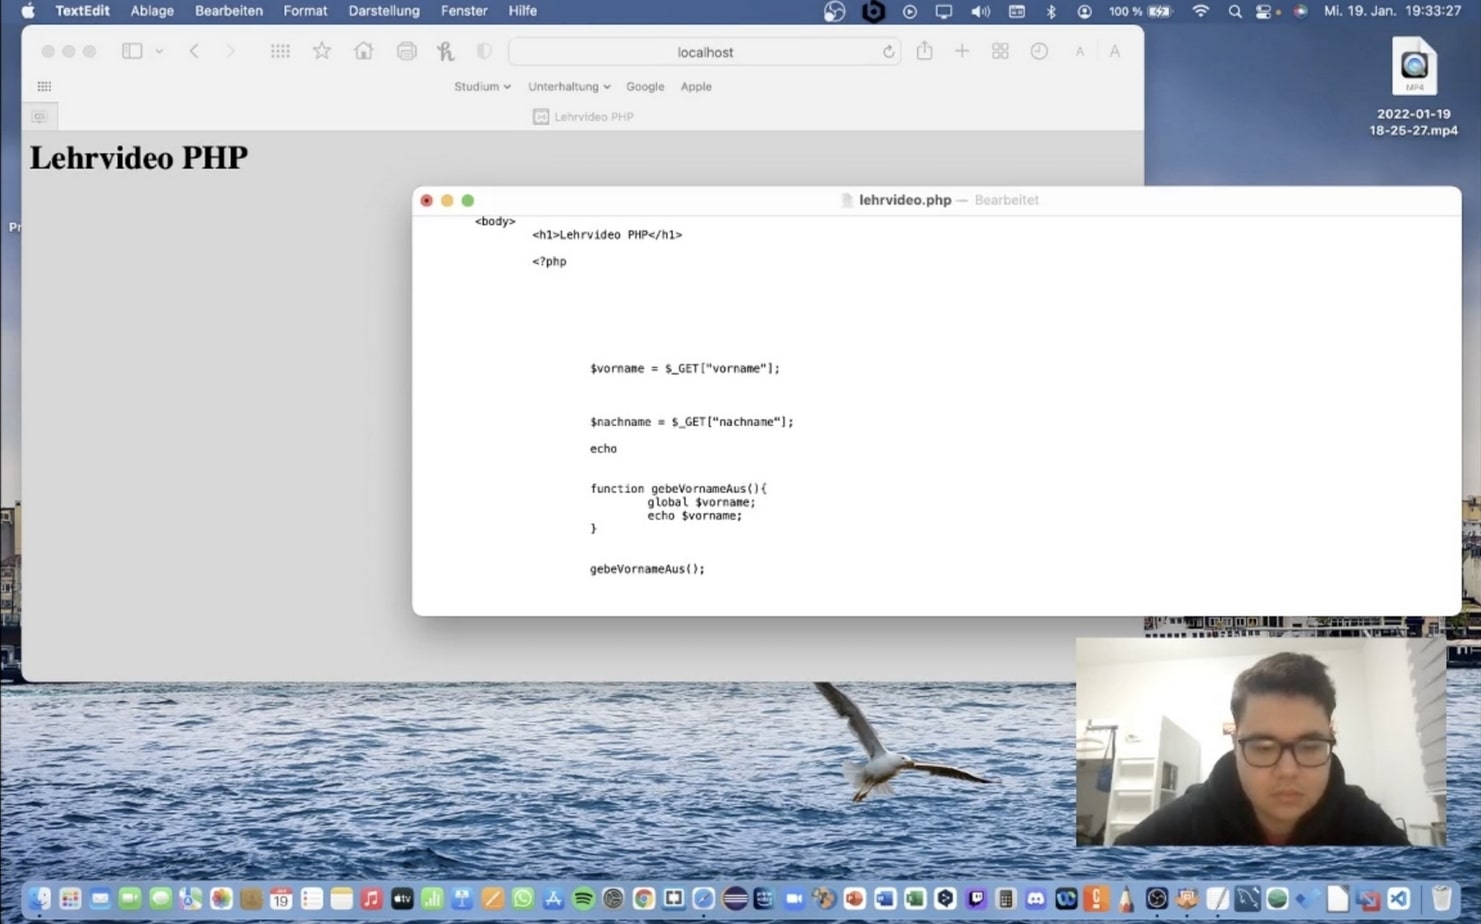 TextEdit Ablage Bearbeiten Format Darstellung Fenster Hilfe 100 % Mi. 19. Jan. 19:33:27
localhost A A
Studium Unterhaltung Google Apple
Lehrvideo PHP
Lehrvideo PHP
MP4
2022-01-19
18-25-27.mp4
Pr
lehrvideo.php — Bearbeitet
<body>
<h1>Lehrvideo PHP</h1>
<?php
$vorname = $_GET["vorname"];
$nachname = $_GET["nachname"];
echo
function gebeVornameAus(){
global $vorname;
echo $vorname;
}
gebeVornameAus();
19